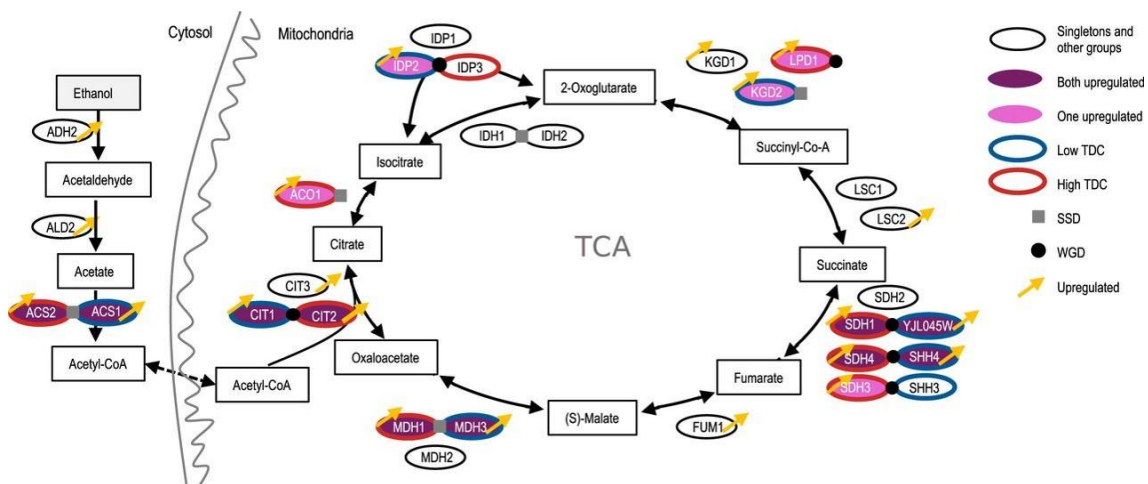 Cytosol
Mitochondria
Ethanol
ADH2
Acetaldehyde
ALD2
Acetate
ACS2 ACS1
Acetyl-CoA
Acetyl-CoA
IDP1
IDP2 IDP3
2-Oxoglutarate
KGD1
LPD1
KGD2
IDH1 IDH2
Isocitrate
Succinyl-Co-A
ACO1
LSC1
LSC2
Citrate
TCA
Succinate
CIT3
CIT1 CIT2
SDH2
SDH1 YJL045W
SDH4 SHH4
SDH3 SHH3
Oxaloacetate
Fumarate
(S)-Malate
FUM1
MDH1 MDH3
MDH2
Singletons and
other groups
Both upregulated
One upregulated
Low TDC
High TDC
SSD
WGD
Upregulated